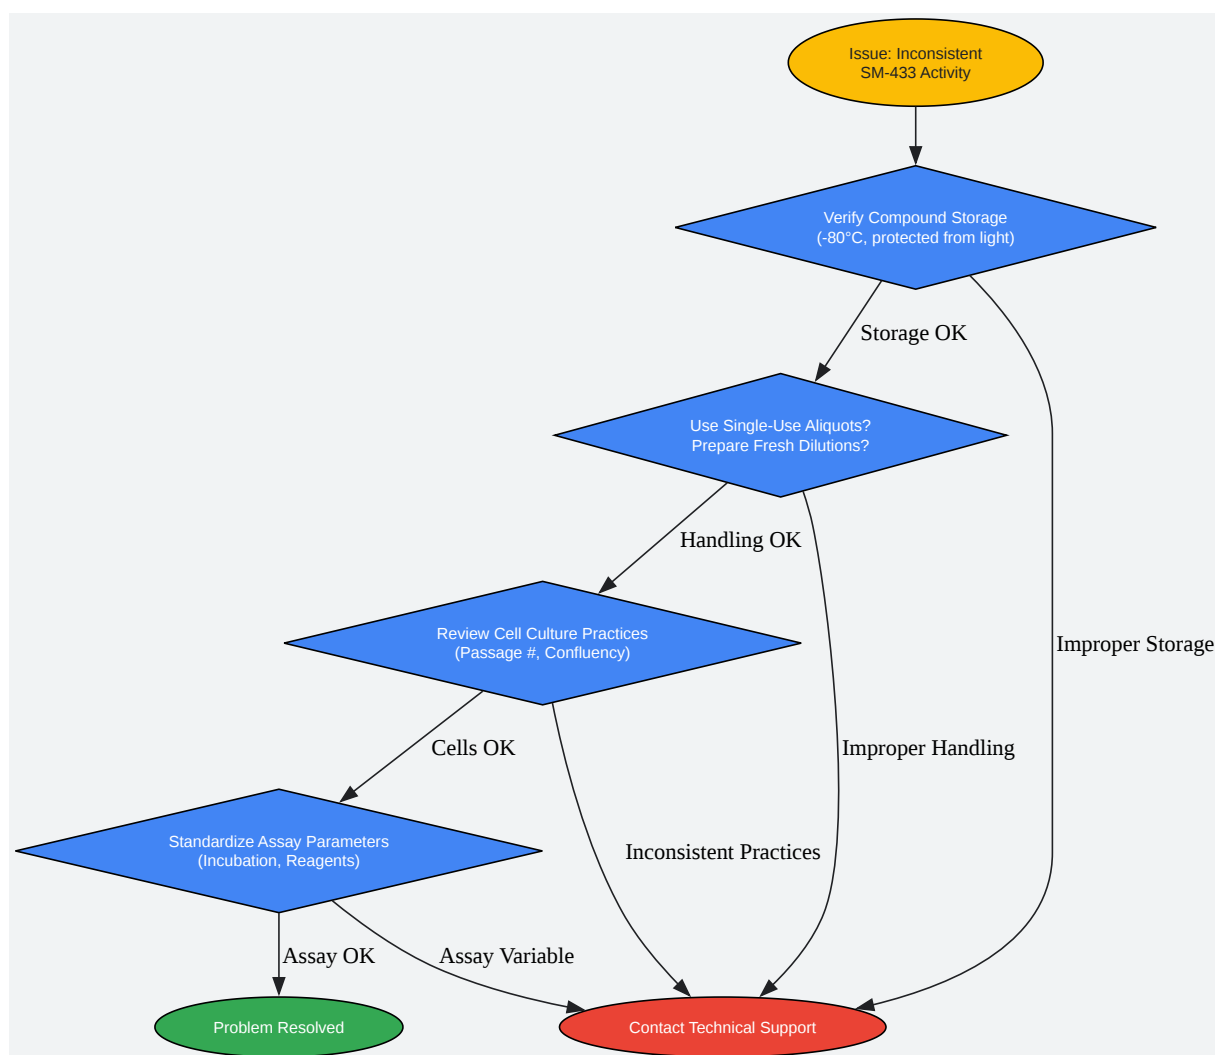 Issue: Inconsistent
SM-433 Activity
Verify Compound Storage
(-80°C, protected from light)
Storage OK
Use Single-Use Aliquots?
Prepare Fresh Dilutions?
Handling OK
Review Cell Culture Practices
(Passage #, Confluency)
Improper Storage
Cells OK
Improper Handling
Standardize Assay Parameters
(Incubation, Reagents)
Inconsistent Practices
Assay OK
Assay Variable
Problem Resolved
Contact Technical Support